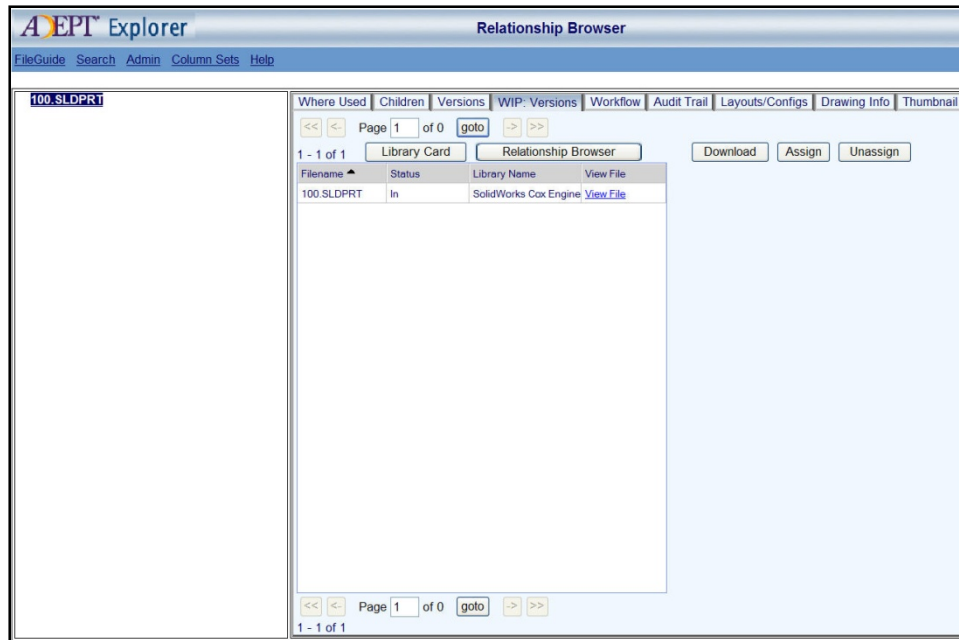 ADEPT Explorer Relationship Browser
FileGuide Search Admin Column Sets Help
100.SLDPRT
Where Used Children Versions WIP: Versions Workflow Audit Trail Layouts/Configs Drawing Info Thumbnail
<< <- Page 1 of 0 goto -> >>
1 - 1 of 1 Library Card Relationship Browser Download Assign Unassign
Filename Status Library Name View File
100.SLDPRT In SolidWorks Cox Engine View File
<< <- Page 1 of 0 goto -> >>
1 - 1 of 1